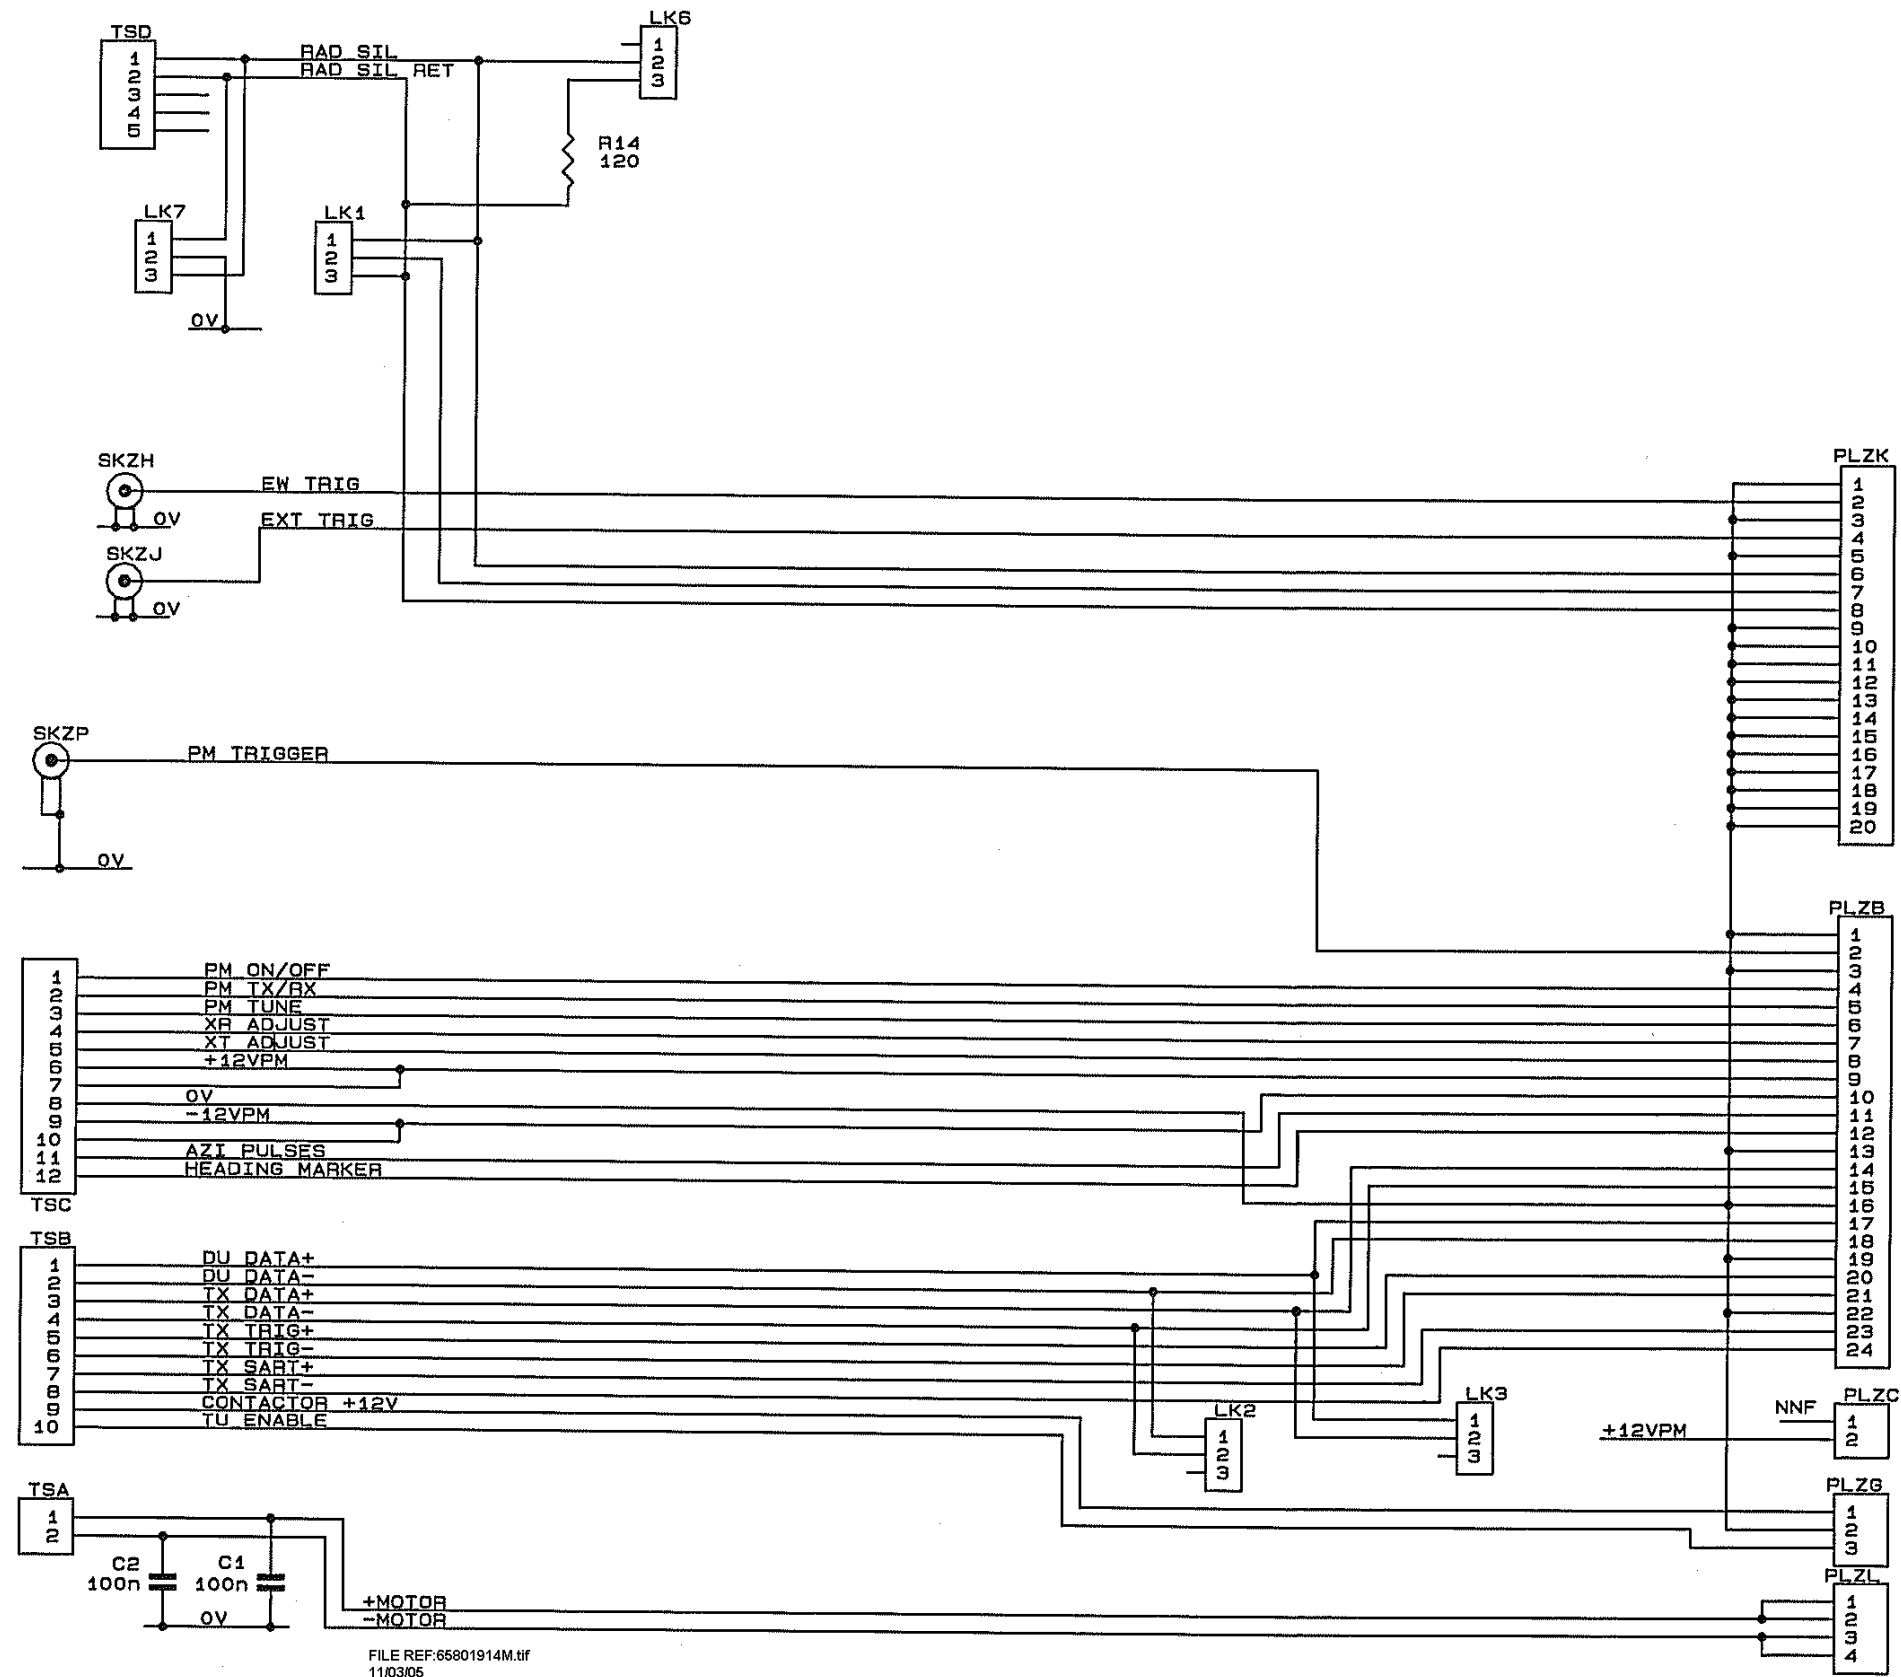 TSD
1
2
3
4
5
RAD SIL
RAD SIL RET
LK6
1
2
3
R14
120
LK7
1
2
3
0V
LK1
1
2
3
SKZH
EW TRIG
0V
EXT TRIG
SKZJ
0V
PLZK
1
2
3
4
5
6
7
8
9
10
11
12
13
14
15
16
17
18
19
20
SKZP
PM TRIGGER
0V
PLZB
1
2
3
4
5
6
7
8
9
10
11
12
13
14
15
16
17
18
19
20
21
22
23
24
1
2
3
4
5
6
7
8
9
10
11
12
TSC
PM ON/OFF
PM TX/RX
PM TUNE
XR ADJUST
XT ADJUST
+12VPM
0V
-12VPM
AZI PULSES
HEADING MARKER
TSB
1
2
3
4
5
6
7
8
9
10
DU DATA+
DU DATA-
TX DATA+
TX DATA-
TX TRIG+
TX TRIG-
TX SART+
TX SART-
CONTACTOR +12V
TU ENABLE
LK2
1
2
3
LK3
1
2
3
PLZC
NNF
1
+12VPM
2
PLZG
1
2
3
TSA
1
2
C2
100n
C1
100n
0V
+MOTOR
-MOTOR
PLZL
1
2
3
4
FILE REF:65801914M.tif
11/03/05